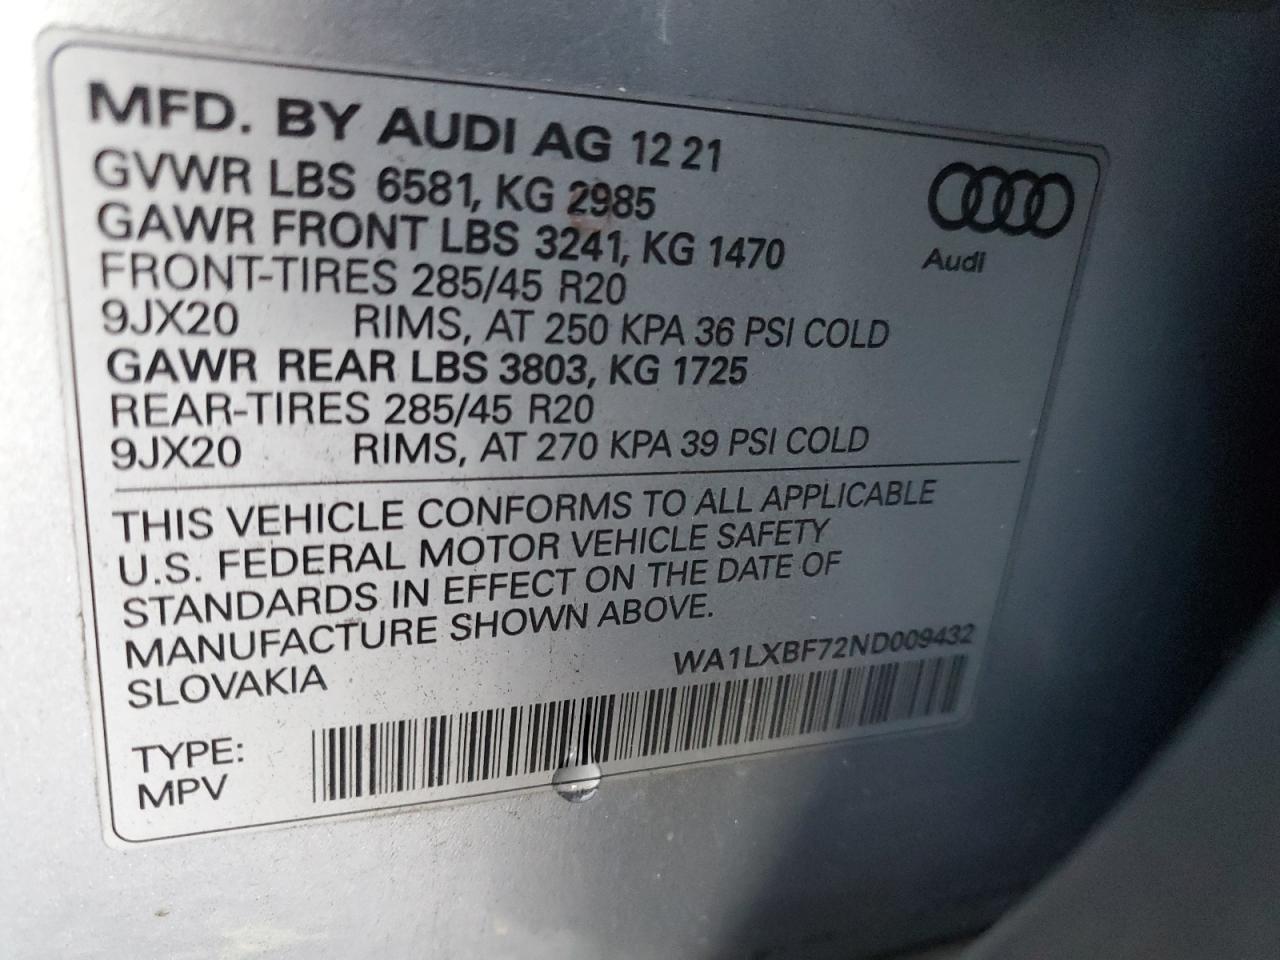 MFD. BY AUDI AG 12 21
GVWR LBS 6581, KG 2985
GAWR FRONT LBS 3241, KG 1470
FRONT-TIRES 285/45 R20
9JX20 RIMS, AT 250 KPA 36 PSI COLD
GAWR REAR LBS 3803, KG 1725
REAR-TIRES 285/45 R20
9JX20 RIMS, AT 270 KPA 39 PSI COLD
Audi
THIS VEHICLE CONFORMS TO ALL APPLICABLE
U.S. FEDERAL MOTOR VEHICLE SAFETY
STANDARDS IN EFFECT ON THE DATE OF
MANUFACTURE SHOWN ABOVE.
SLOVAKIA WA1LXBF72ND009432
TYPE:
MPV